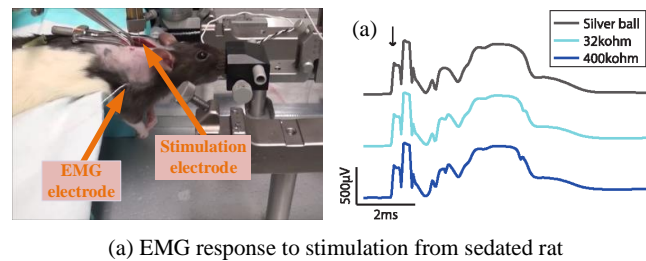 EMG
electrode
Stimulation
electrode
(a)
Silver ball
32kohm
400kohm
500µV
2ms
(a) EMG response to stimulation from sedated rat